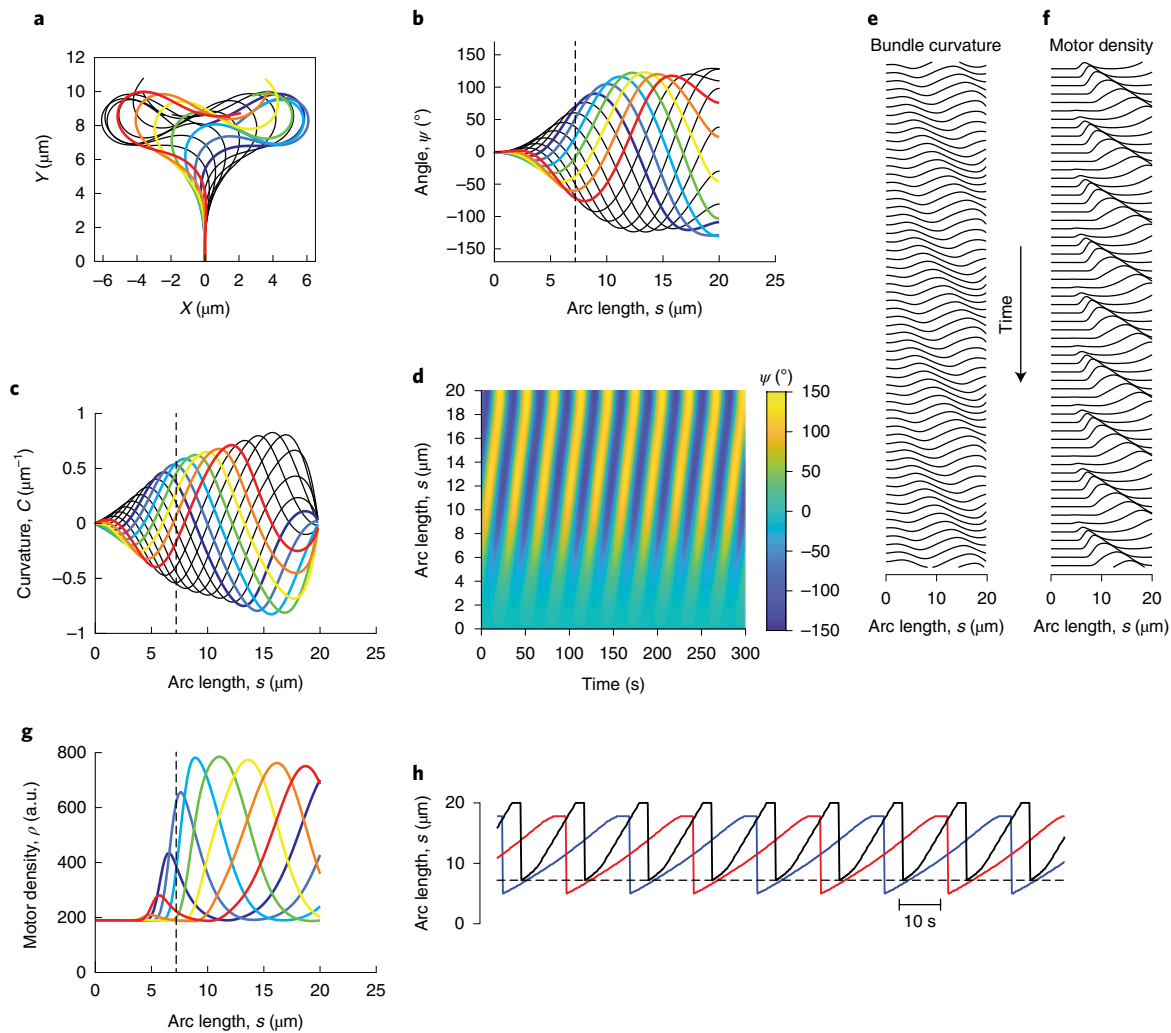 a
12
10
8
6
4
2
0
Y (μm)
−6 −4 −2 0 2 4 6
X (μm)
b
150
100
50
0
−50
−100
−150
Angle, ψ (°)
0 5 10 15 20 25
Arc length, s (μm)
e
Bundle curvature
0 10 20
Arc length, s (μm)
Time
f
Motor density
0 10 20
Arc length, s (μm)
c
1
0.5
0
−0.5
−1
Curvature, C (μm⁻¹)
0 5 10 15 20 25
Arc length, s (μm)
d
20
18
16
14
12
10
8
6
4
2
0
Arc length, s (μm)
0 50 100 150 200 250 300
Time (s)
ψ (°)
150
100
50
0
−50
−100
−150
g
800
600
400
200
0
Motor density, ρ (a.u.)
0 5 10 15 20 25
Arc length, s (μm)
h
20
10
0
Arc length, s (μm)
10 s